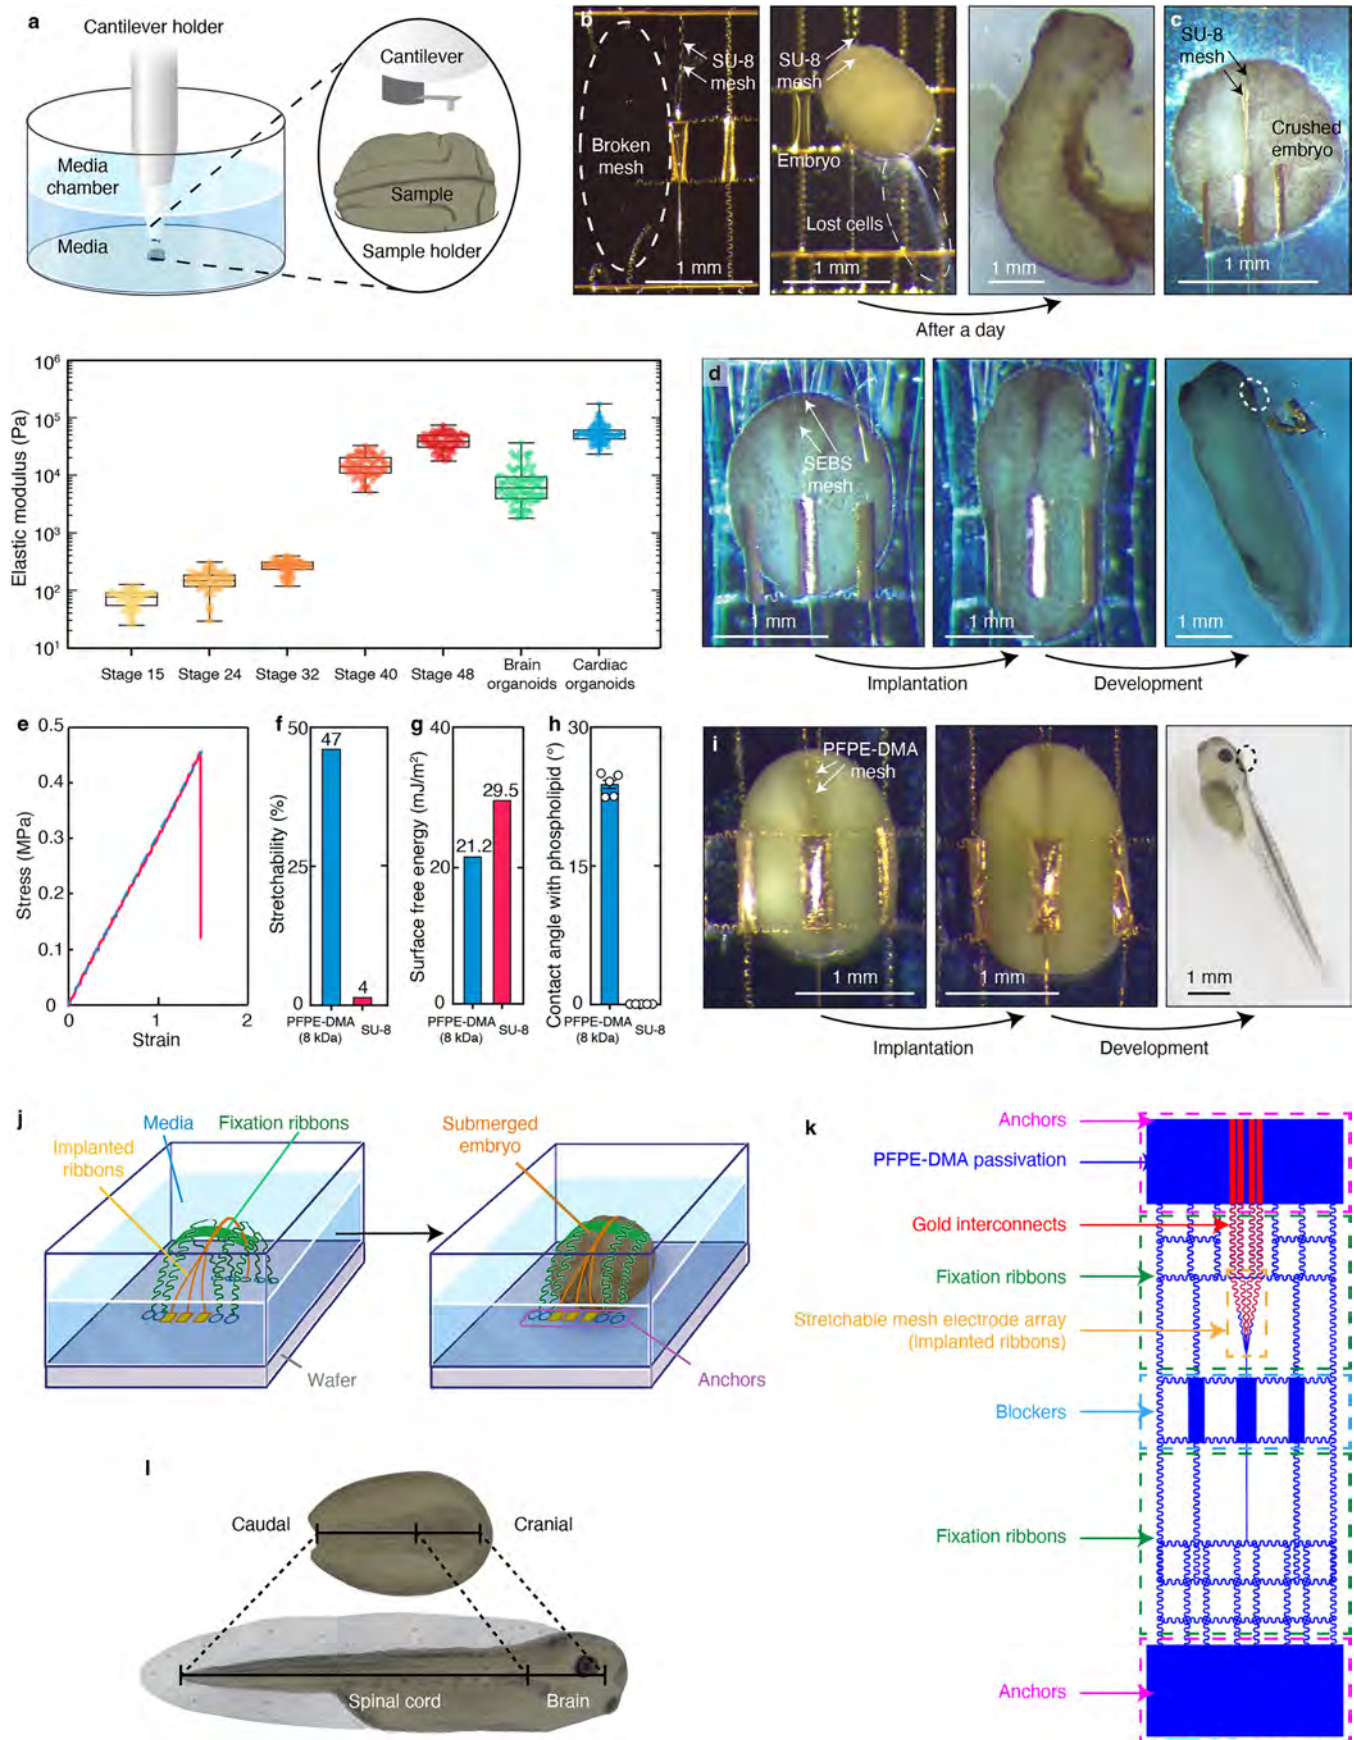 a
Cantilever holder
Cantilever
Media
chamber
Sample
Media
Sample holder
b
SU-8
mesh
Broken
mesh
1 mm
SU-8
mesh
Embryo
Lost cells
1 mm
1 mm
After a day
c
SU-8
mesh
Crushed
embryo
1 mm
Elastic modulus (Pa)
10⁶
10⁵
10⁴
10³
10²
10¹
Stage 15
Stage 24
Stage 32
Stage 40
Stage 48
Brain
organoids
Cardiac
organoids
d
SEBS
mesh
1 mm
1 mm
1 mm
Implantation
Development
e
Stress (MPa)
0.5
0.4
0.3
0.2
0.1
0
0
1
2
Strain
f
Stretchability (%)
50
25
0
47
4
PFPE-DMA
(8 kDa)
SU-8
g
Surface free energy (mJ/m²)
40
20
0
21.2
29.5
PFPE-DMA
(8 kDa)
SU-8
h
Contact angle with phospholipid (°)
30
15
0
PFPE-DMA
(8 kDa)
SU-8
i
PFPE-DMA
mesh
1 mm
1 mm
1 mm
Implantation
Development
j
Media
Fixation ribbons
Implanted
ribbons
Submerged
embryo
Wafer
Anchors
k
Anchors
PFPE-DMA passivation
Gold interconnects
Fixation ribbons
Stretchable mesh electrode array
(Implanted ribbons)
Blockers
Fixation ribbons
Anchors
l
Caudal
Cranial
Spinal cord
Brain